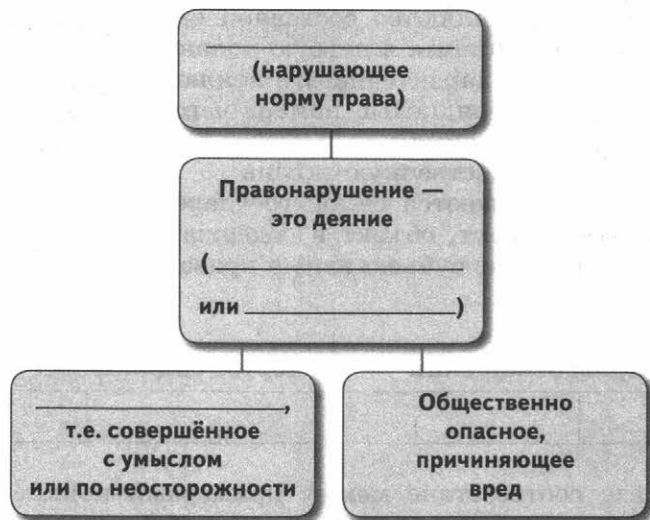 (нарушающее
норму права)
Правонарушение —
это деяние
(
или )
,
т.е. совершённое
с умыслом
или по неосторожности
Общественно
опасное,
причиняющее
вред